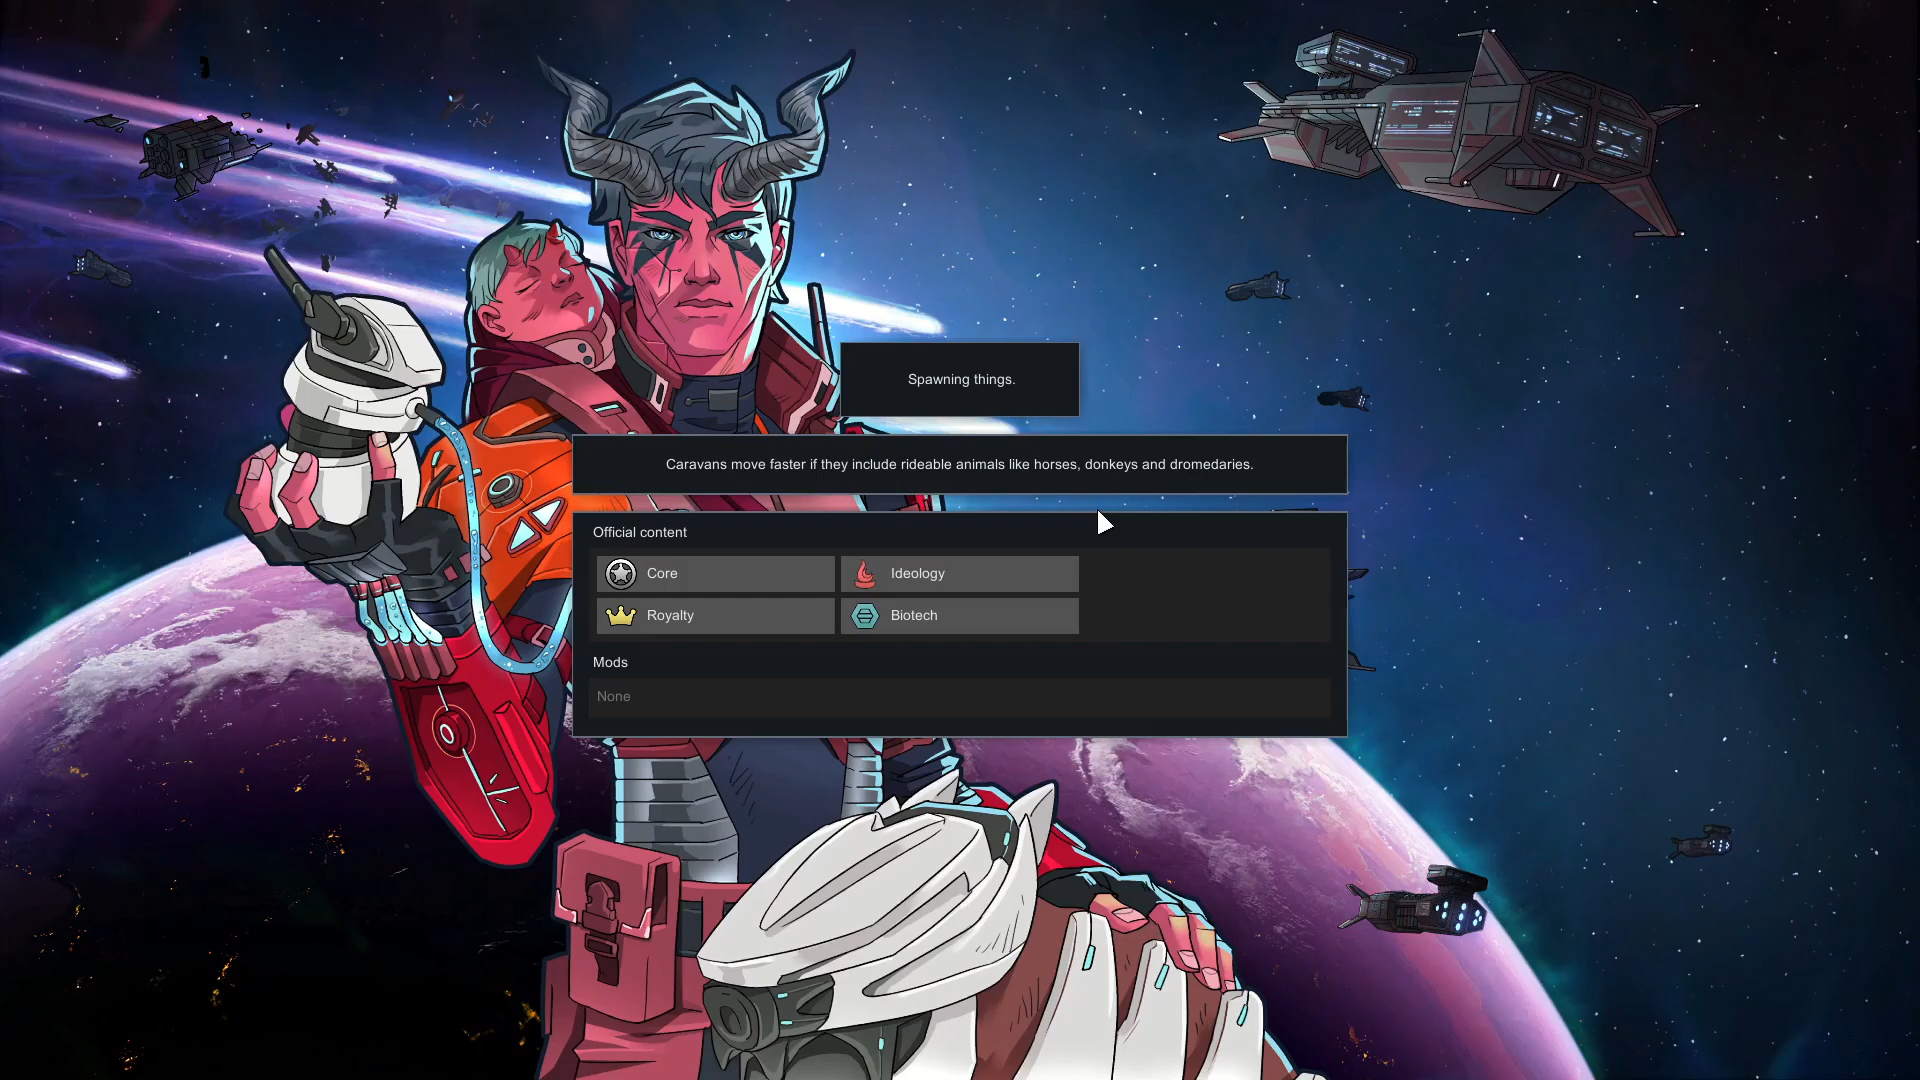 Spawning things.
Caravans move faster if they include rideable animals like horses, donkeys and dromedaries.
Official content
Core
Ideology
Royalty
Biotech
Mods
None